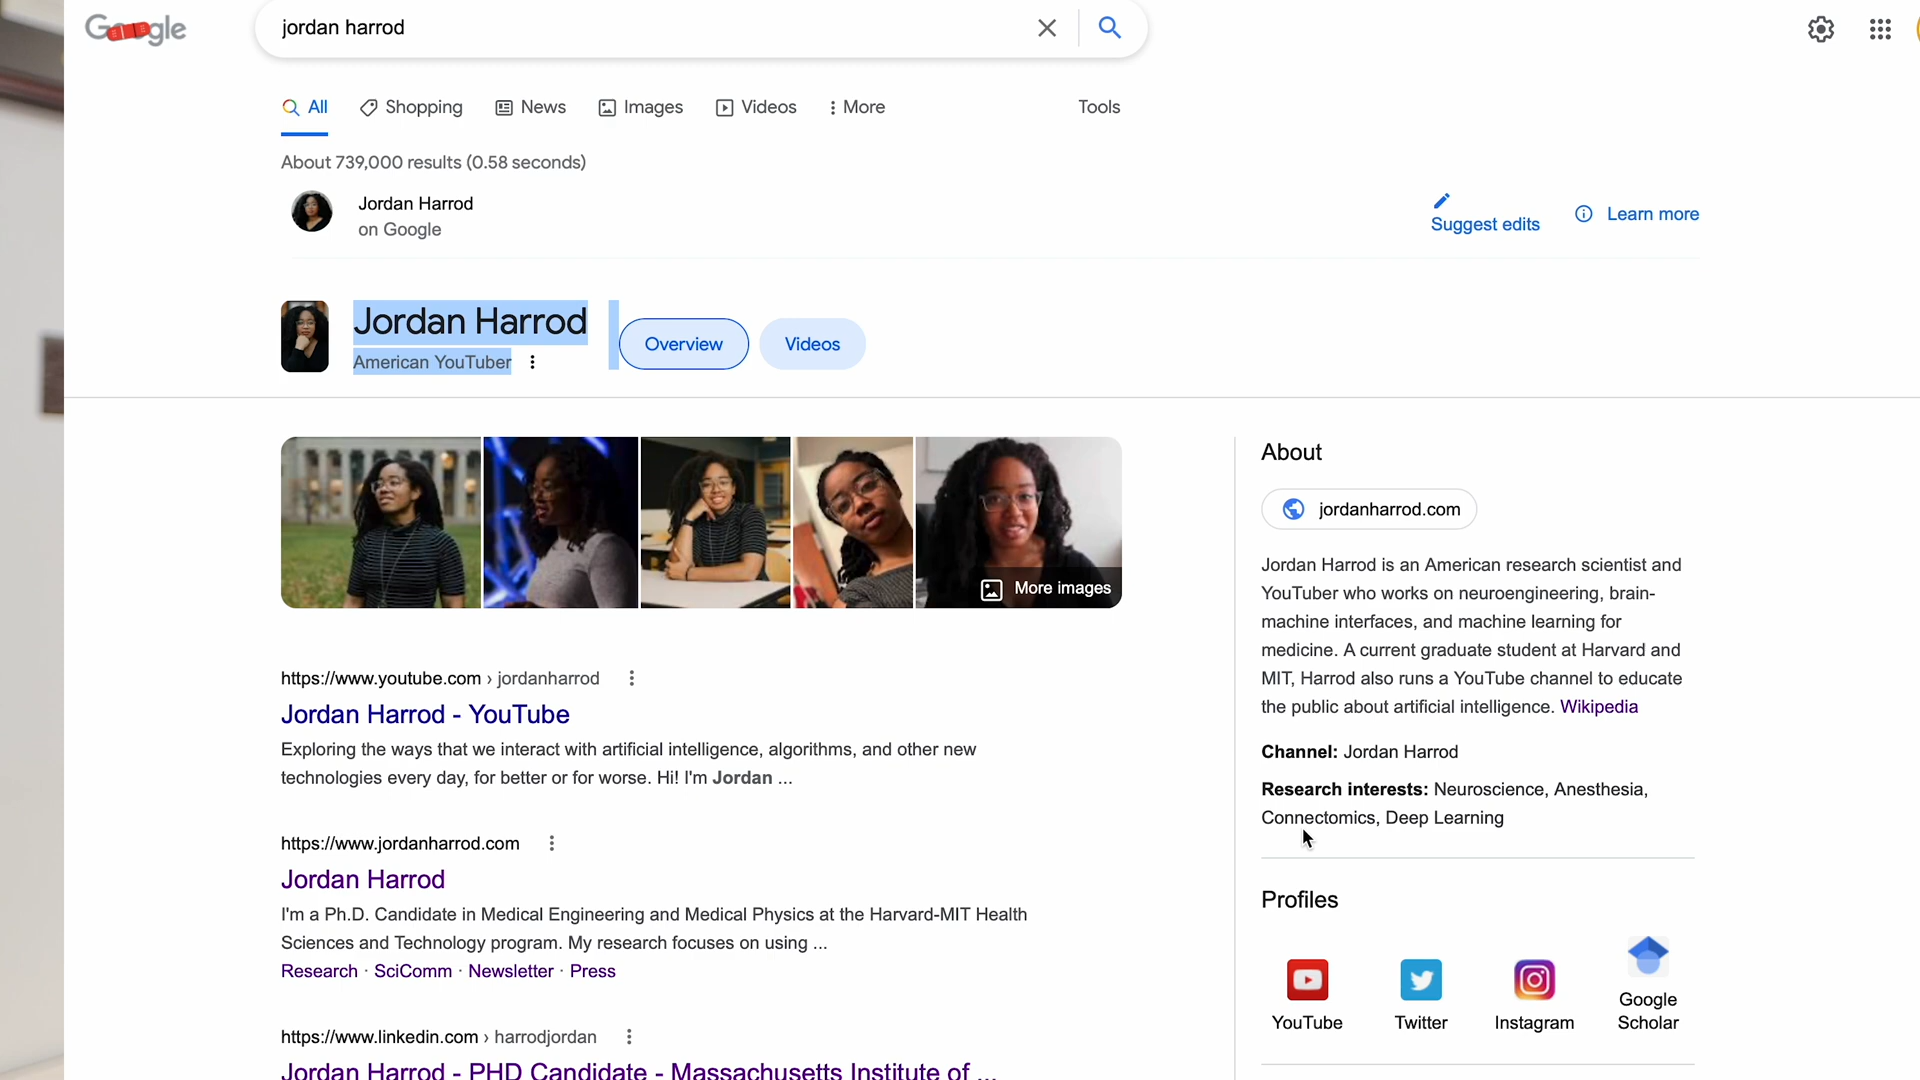 Google
jordan harrod
All Shopping News Images Videos More Tools
About 739,000 results (0.58 seconds)
Jordan Harrod
on Google
Suggest edits
Learn more
Jordan Harrod
American YouTuber
Overview Videos
More images
https://www.youtube.com › jordanharrod
Jordan Harrod - YouTube
Exploring the ways that we interact with artificial intelligence, algorithms, and other new
technologies every day, for better or for worse. Hi! I'm Jordan ...
https://www.jordanharrod.com
Jordan Harrod
I'm a Ph.D. Candidate in Medical Engineering and Medical Physics at the Harvard-MIT Health
Sciences and Technology program. My research focuses on using ...
Research · SciComm · Newsletter · Press
https://www.linkedin.com › harrodjordan
Jordan Harrod - PHD Candidate - Massachusetts Institute of ...
About
jordanharrod.com
Jordan Harrod is an American research scientist and
YouTuber who works on neuroengineering, brain-
machine interfaces, and machine learning for
medicine. A current graduate student at Harvard and
MIT, Harrod also runs a YouTube channel to educate
the public about artificial intelligence. Wikipedia
Channel: Jordan Harrod
Research interests: Neuroscience, Anesthesia,
Connectomics, Deep Learning
Profiles
YouTube
Twitter
Instagram
Google
Scholar